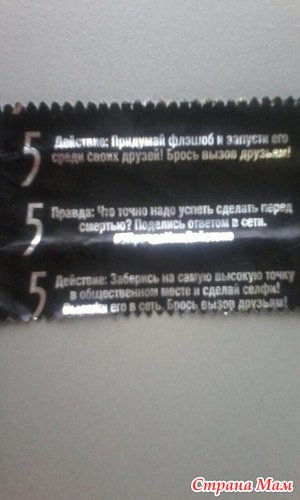 5
Действие: Придумай флэшоб и запусти его
среди своих друзей! Брось вызов друзьям!
5
Правда: Что точно надо успеть сделать перед
смертью? Поделись ответом в сети.
5
Действие: Заберись на самую высокую точку
в общественном месте и сделай селфи!
его в сеть. Брось вызов друзьям!
Страна Мам